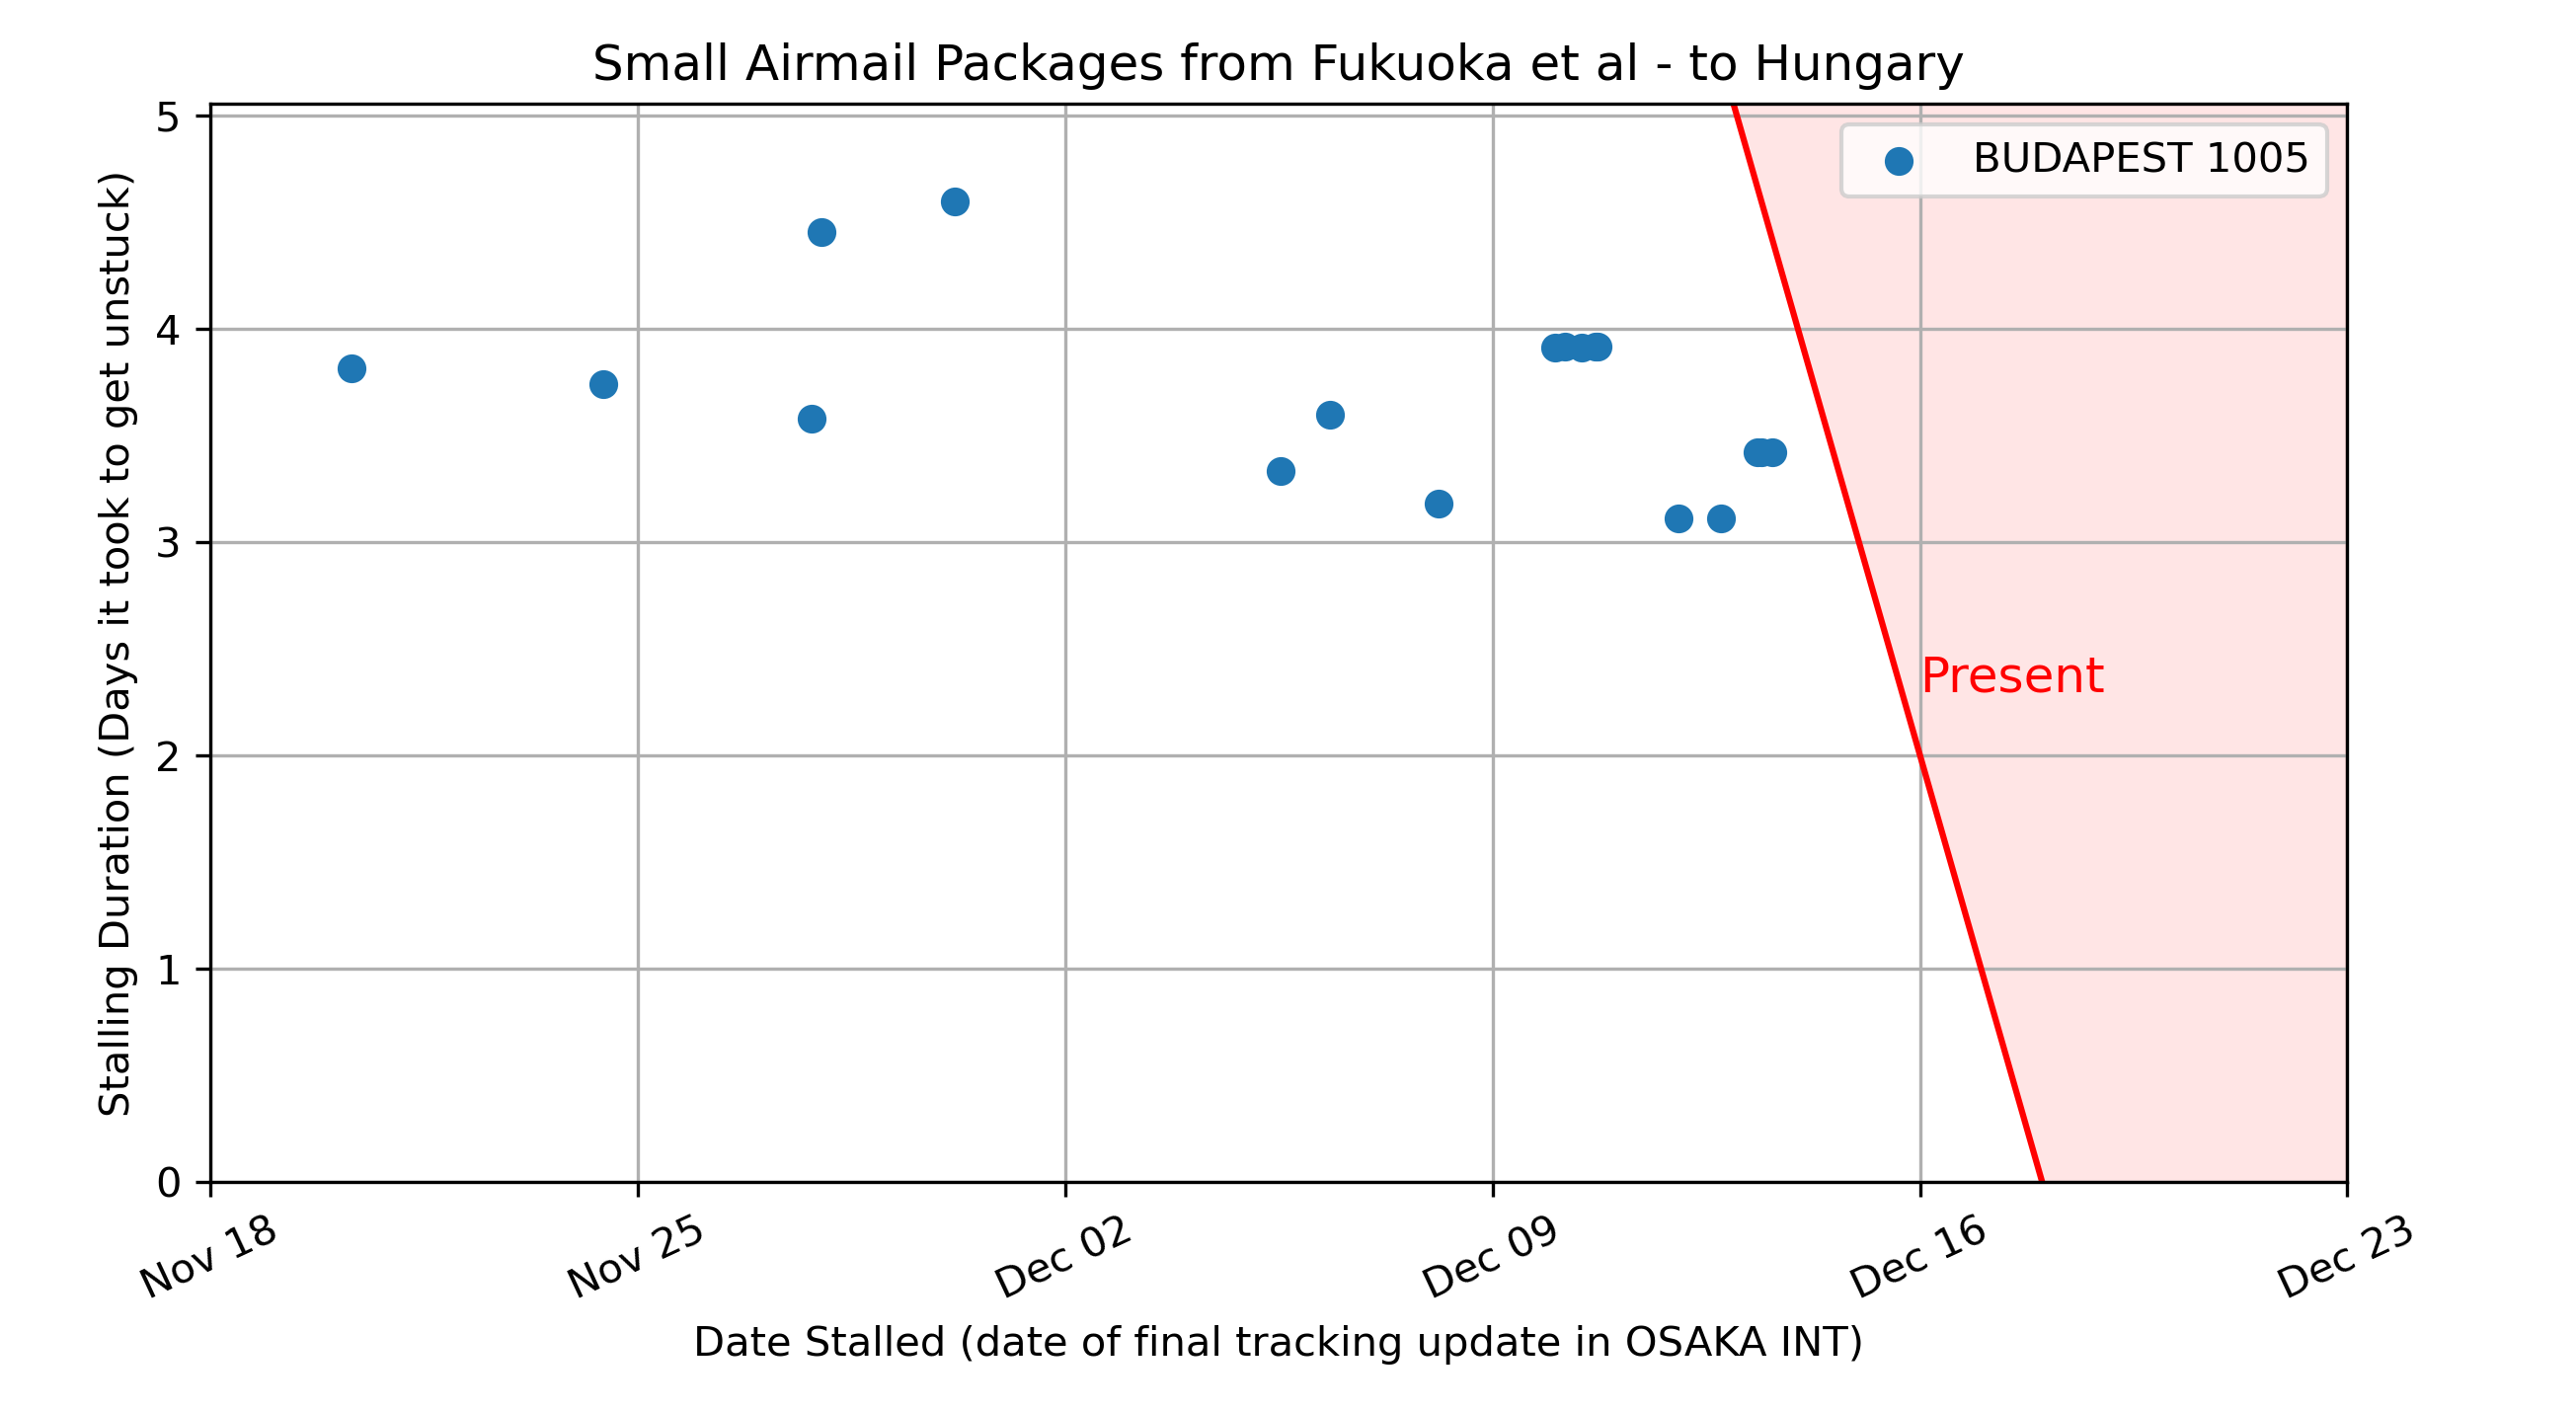 Small Airmail Packages from Fukuoka et al - to Hungary
Stalling Duration (Days it took to get unstuck)
5
4
3
2
1
0
BUDAPEST 1005
Present
Nov 18
Nov 25
Dec 02
Dec 09
Dec 16
Dec 23
Date Stalled (date of final tracking update in OSAKA INT)